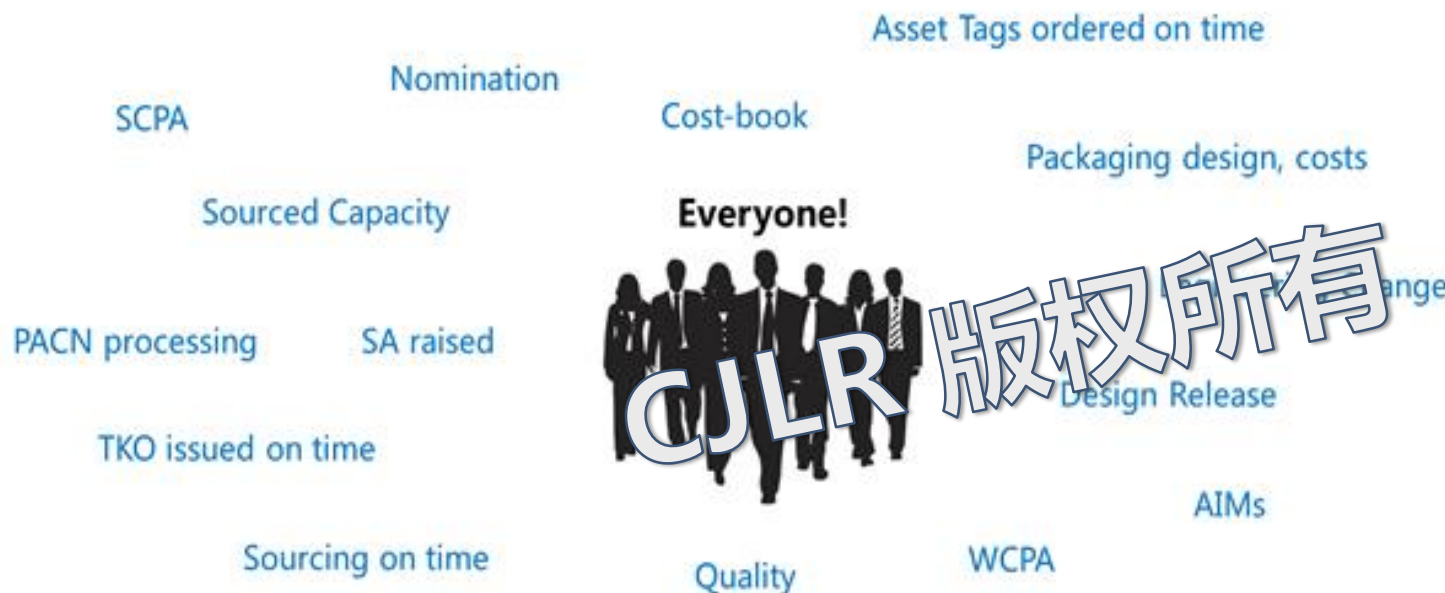 Asset Tags ordered on time
Nomination
Cost-book
SCPA
Packaging design, costs
Sourced Capacity
Everyone!
CJLR 版权所有
PACN processing
SA raised
Design Release
TKO issued on time
AIMs
Sourcing on time
WCPA
Quality